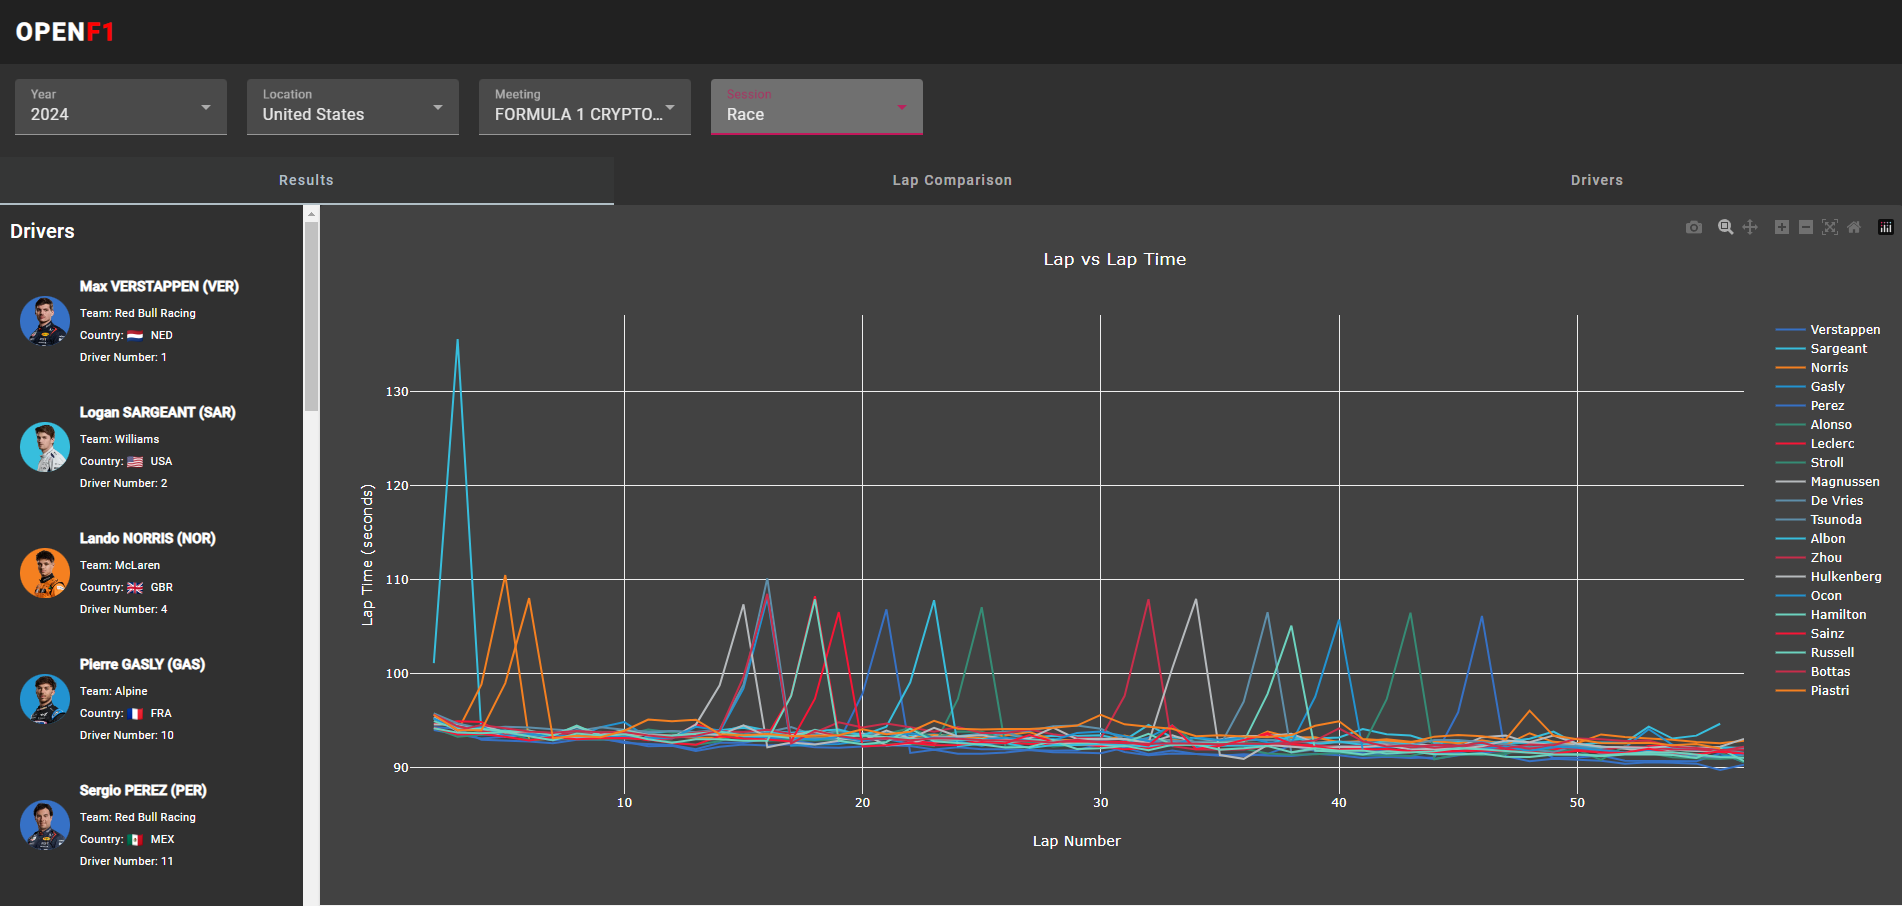 OPENF1
Year
2024
Location
United States
Meeting
FORMULA 1 CRYPTO...
Session
Race
Results
Lap Comparison
Drivers
Drivers
Max VERSTAPPEN (VER)
Team: Red Bull Racing
Country: NED
Driver Number: 1
Logan SARGEANT (SAR)
Team: Williams
Country: USA
Driver Number: 2
Lando NORRIS (NOR)
Team: McLaren
Country: GBR
Driver Number: 4
Pierre GASLY (GAS)
Team: Alpine
Country: FRA
Driver Number: 10
Sergio PEREZ (PER)
Team: Red Bull Racing
Country: MEX
Driver Number: 11
Lap vs Lap Time
Lap Time (seconds)
130
120
110
100
90
10
20
30
40
50
Lap Number
Verstappen
Sargeant
Norris
Gasly
Perez
Alonso
Leclerc
Stroll
Magnussen
De Vries
Tsunoda
Albon
Zhou
Hulkenberg
Ocon
Hamilton
Sainz
Russell
Bottas
Piastri